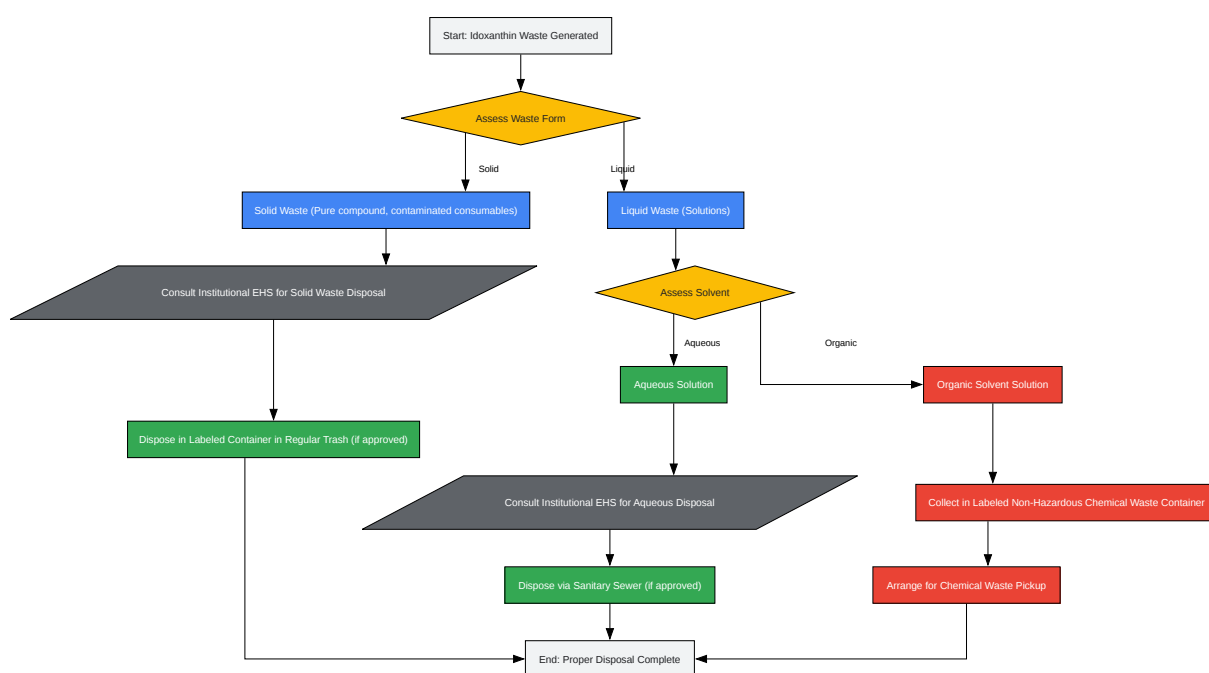 Start: Idoxanthin Waste Generated
Assess Waste Form
Solid
Liquid
Solid Waste (Pure compound, contaminated consumables)
Liquid Waste (Solutions)
Consult Institutional EHS for Solid Waste Disposal
Assess Solvent
Aqueous
Organic
Aqueous Solution
Organic Solvent Solution
Dispose in Labeled Container in Regular Trash (if approved)
Consult Institutional EHS for Aqueous Disposal
Collect in Labeled Non-Hazardous Chemical Waste Container
Dispose via Sanitary Sewer (if approved)
Arrange for Chemical Waste Pickup
End: Proper Disposal Complete